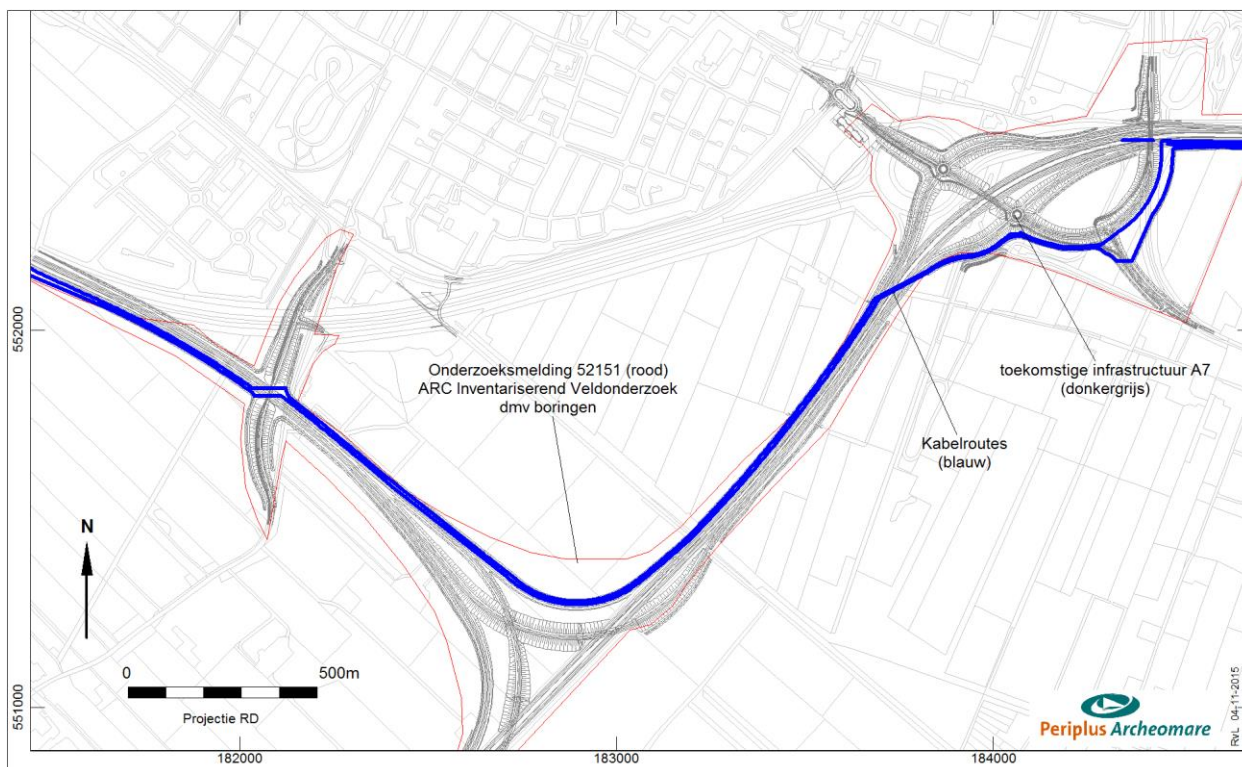 552000
551000
Onderzoeksmelding 52151 (rood)
ARC Inventariserend Veldonderzoek
dmv boringen
toekomstige infrastructuur A7
(donkergrijs)
Kabelroutes
(blauw)
N
0 500m
Projectie RD
Periplus Archeomare
RvL 04-11-2015
182000 183000 184000